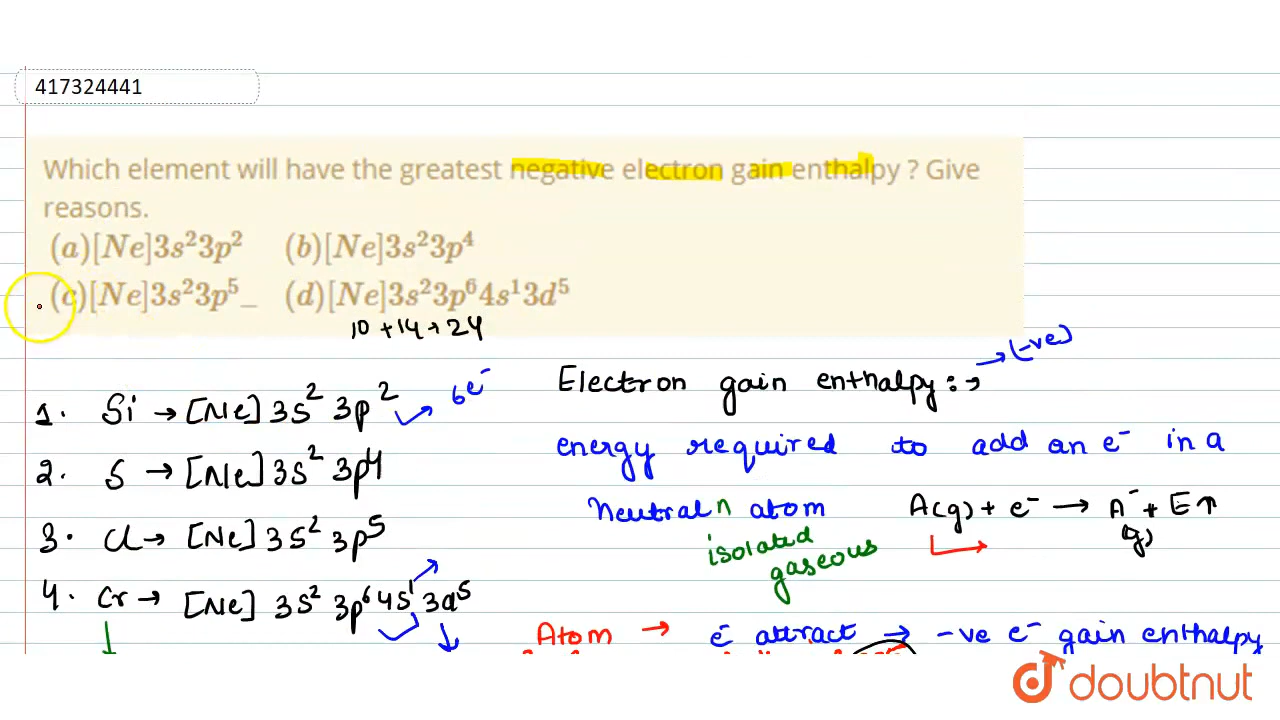 417324441
Which element will have the greatest negative electron gain enthalpy ? Give
reasons.
(a)[Ne]3s²3p² (b)[Ne]3s²3p⁴
(c)[Ne]3s²3p⁵_ (d)[Ne]3s²3p⁶4s¹3d⁵
10 + 14 → 24
→ (-ve)
Electron gain enthalpy :→
1. Si → [Ne] 3s² 3p² 6e⁻
energy required to add an e⁻ in a
2. S → [Ne] 3s² 3p⁴
Neutral n atom A(g) + e⁻ → A⁻ + E↑
(g)
isolated
gaseous
3. Cl → [Ne] 3s² 3p⁵
4. Cr → [Ne] 3s² 3p⁶ 4s¹ 3d⁵
Atom → e⁻ attract → -ve e⁻ gain enthalpy
doubtnut